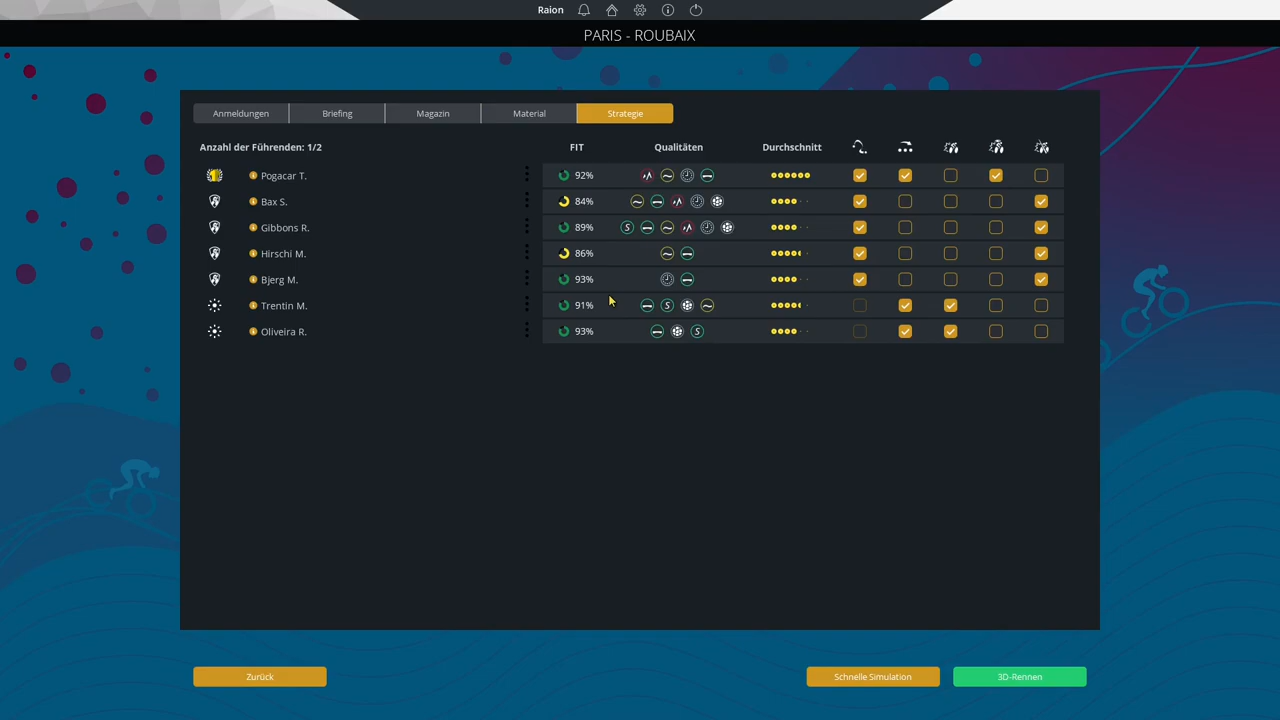 Raion
PARIS - ROUBAIX
Anmeldungen Briefing Magazin Material Strategie
Anzahl der Führenden: 1/2 FIT Qualitäten Durchschnitt
Pogacar T. 92%
Bax S. 84%
Gibbons R. 89%
Hirschi M. 86%
Bjerg M. 93%
Trentin M. 91%
Oliveira R. 93%
Zurück Schnelle Simulation 3D-Rennen